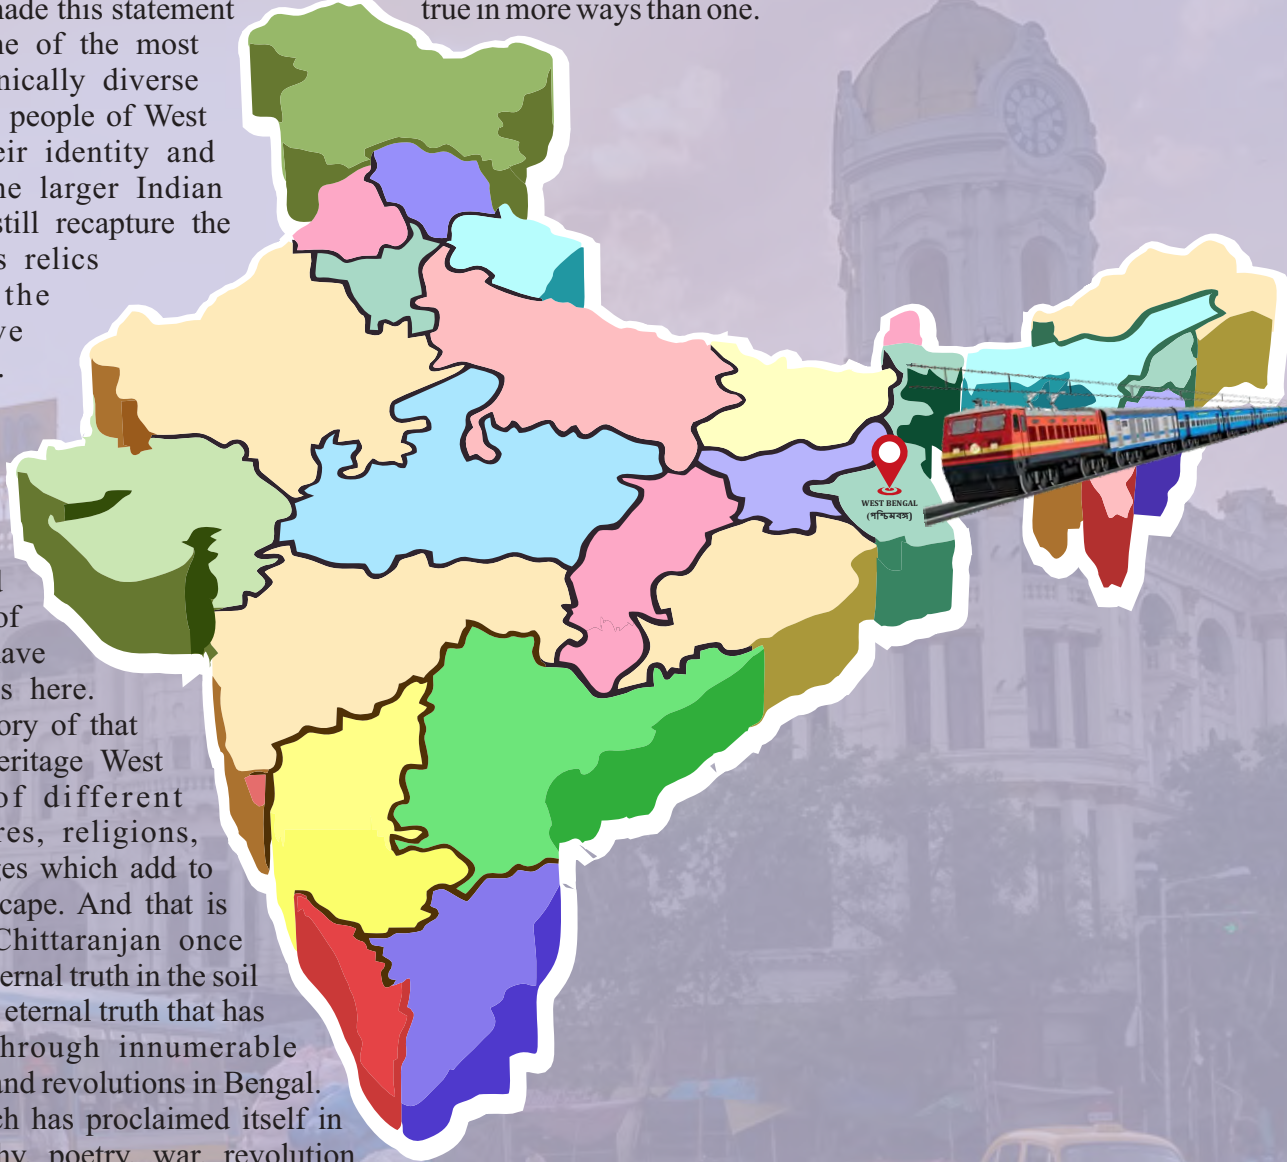 made this statement
ne of the most
nically diverse
people of West
eir identity and
he larger Indian
still recapture the
s relics
the
ve
of
ave
s here.
ory of that
eritage West
of different
res, religions,
ges which add to
cape. And that is
Chittaranjan once
ernal truth in the soil
eternal truth that has
hrough innumerable
and revolutions in Bengal.
ch has proclaimed itself in
hy poetry war revolution
true in more ways than one.
WEST BENGAL
(পশ্চিমবঙ্গ)